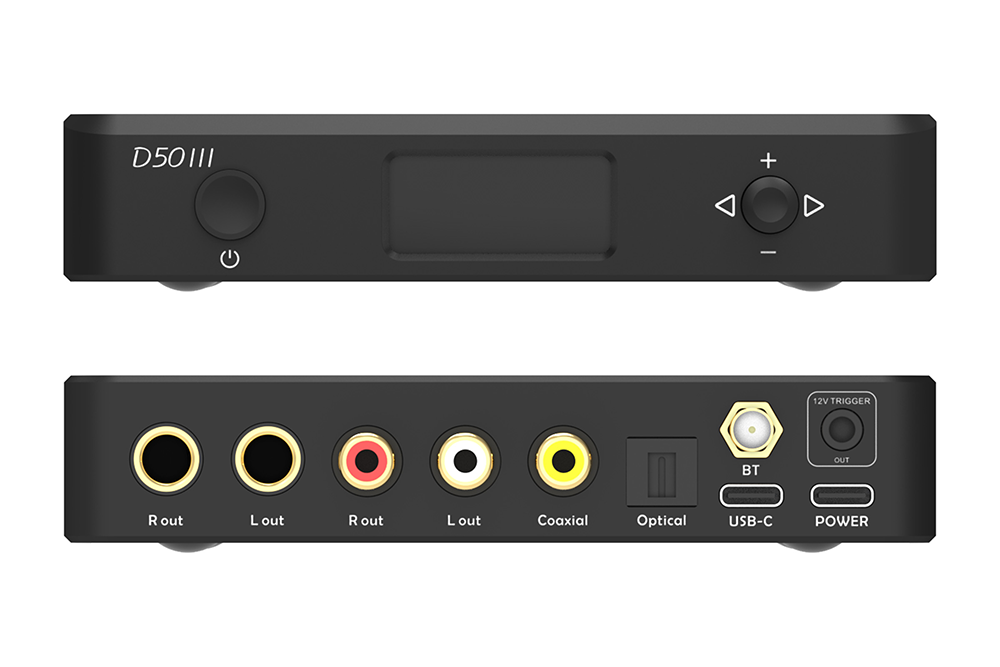 D50III
+
−
12V TRIGGER
OUT
BT
R out
L out
R out
L out
Coaxial
Optical
USB-C
POWER